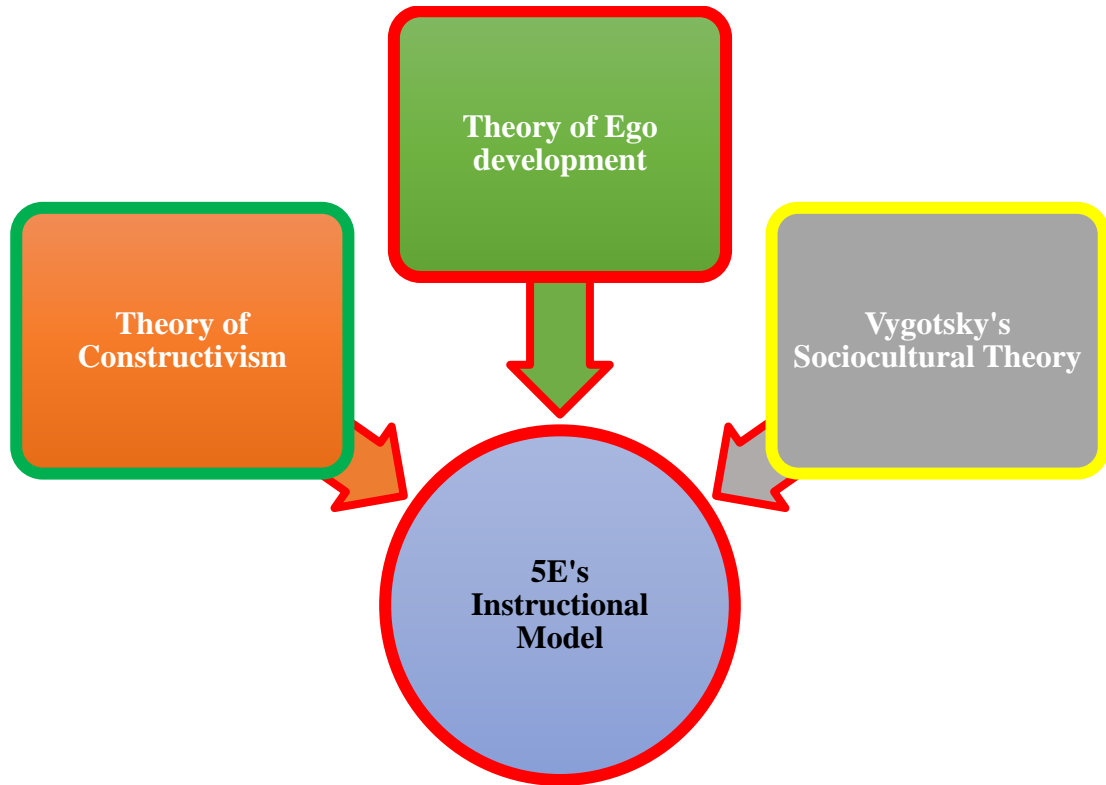 Theory of Ego
development
Theory of
Constructivism
Vygotsky's
Sociocultural Theory
5E's
Instructional
Model